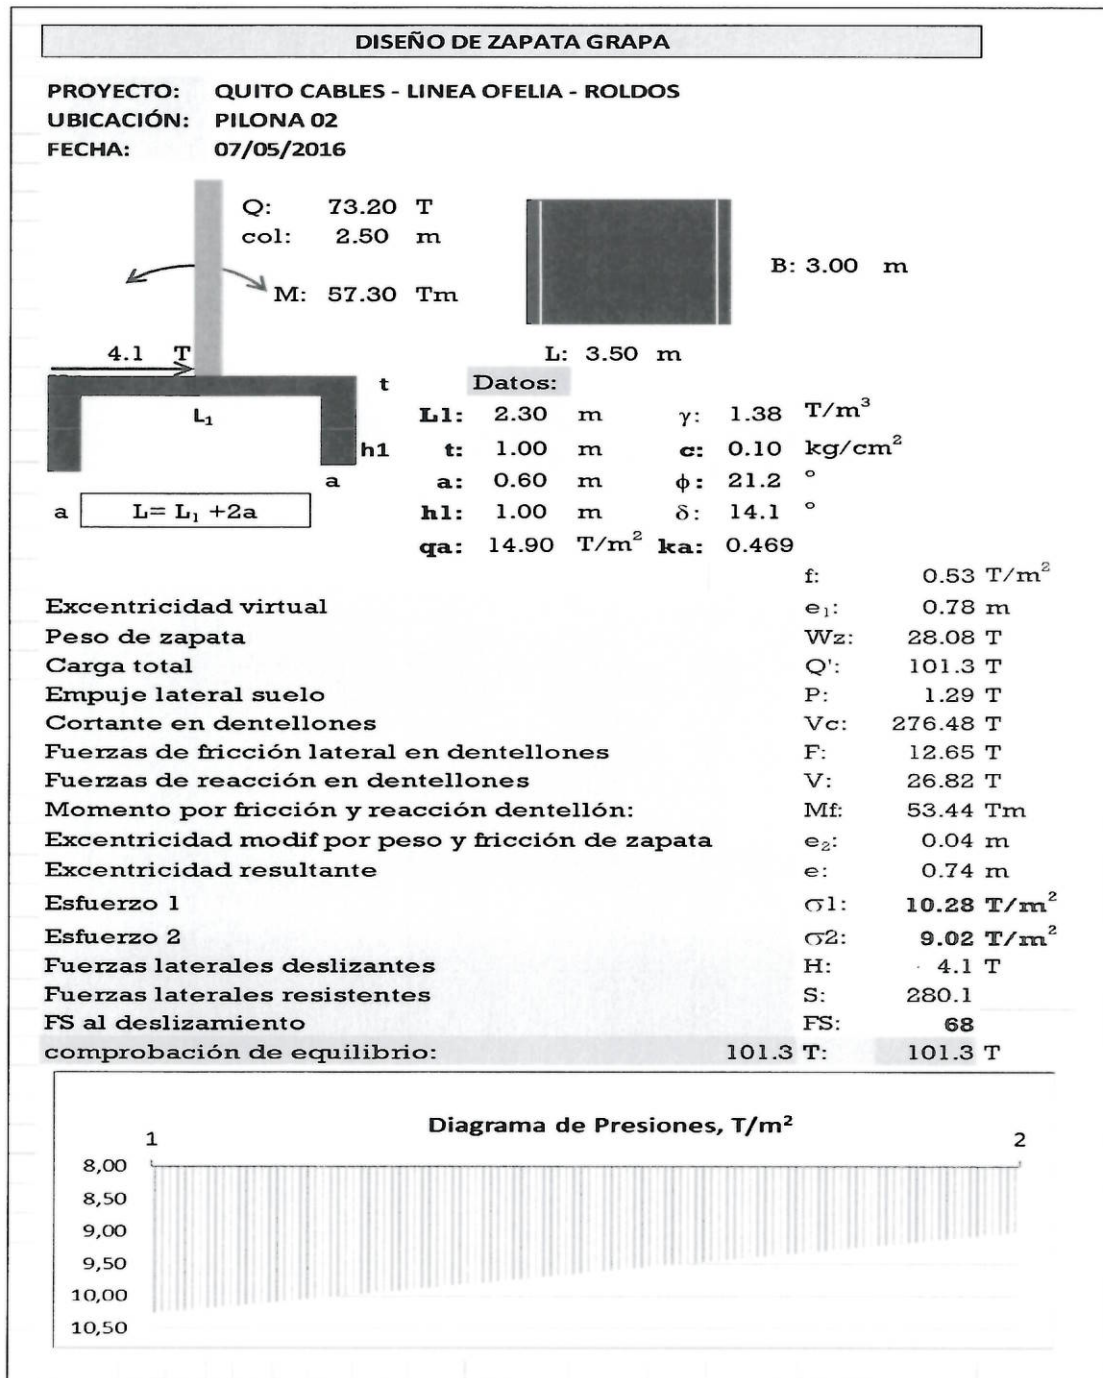 DISEÑO DE ZAPATA GRAPA
PROYECTO: QUITO CABLES - LINEA OFELIA - ROLDOS
UBICACIÓN: PILONA 02
FECHA: 07/05/2016
Q: 73.20 T
col: 2.50 m
B: 3.00 m
M: 57.30 Tm
4.1 T
L: 3.50 m
t
Datos:
L₁
L1: 2.30 m γ: 1.38 T/m³
h1
t: 1.00 m c: 0.10 kg/cm²
a
a: 0.60 m ϕ: 21.2 °
a L= L₁ +2a
h1: 1.00 m δ: 14.1 °
qa: 14.90 T/m² ka: 0.469
f: 0.53 T/m²
Excentricidad virtual e₁: 0.78 m
Peso de zapata Wz: 28.08 T
Carga total Q': 101.3 T
Empuje lateral suelo P: 1.29 T
Cortante en dentellones Vc: 276.48 T
Fuerzas de fricción lateral en dentellones F: 12.65 T
Fuerzas de reacción en dentellones V: 26.82 T
Momento por fricción y reacción dentellón: Mf: 53.44 Tm
Excentricidad modif por peso y fricción de zapata e₂: 0.04 m
Excentricidad resultante e: 0.74 m
Esfuerzo 1 σ1: 10.28 T/m²
Esfuerzo 2 σ2: 9.02 T/m²
Fuerzas laterales deslizantes H: 4.1 T
Fuerzas laterales resistentes S: 280.1
FS al deslizamiento FS: 68
comprobación de equilibrio: 101.3 T: 101.3 T
Diagrama de Presiones, T/m²
1 2
8,00
8,50
9,00
9,50
10,00
10,50